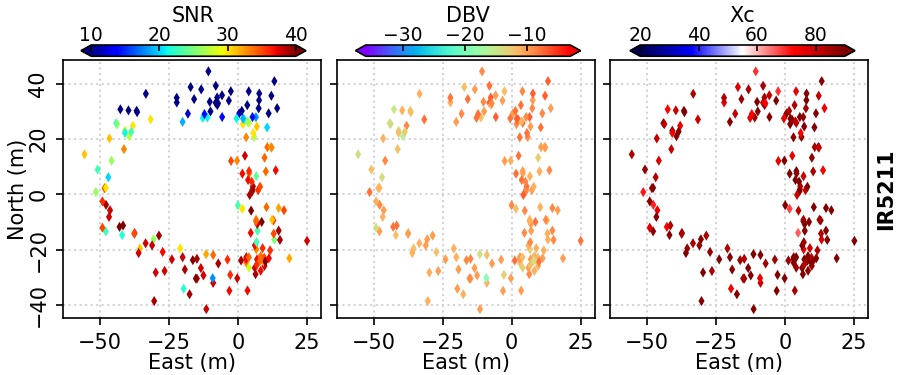 SNR DBV Xc
10 20 30 40 −30 −20 −10 20 40 60 80
40
20
0
−20
−40
North (m)
−50 −25 0 25 −50 −25 0 25 −50 −25 0 25
East (m) East (m) East (m)
IR5211